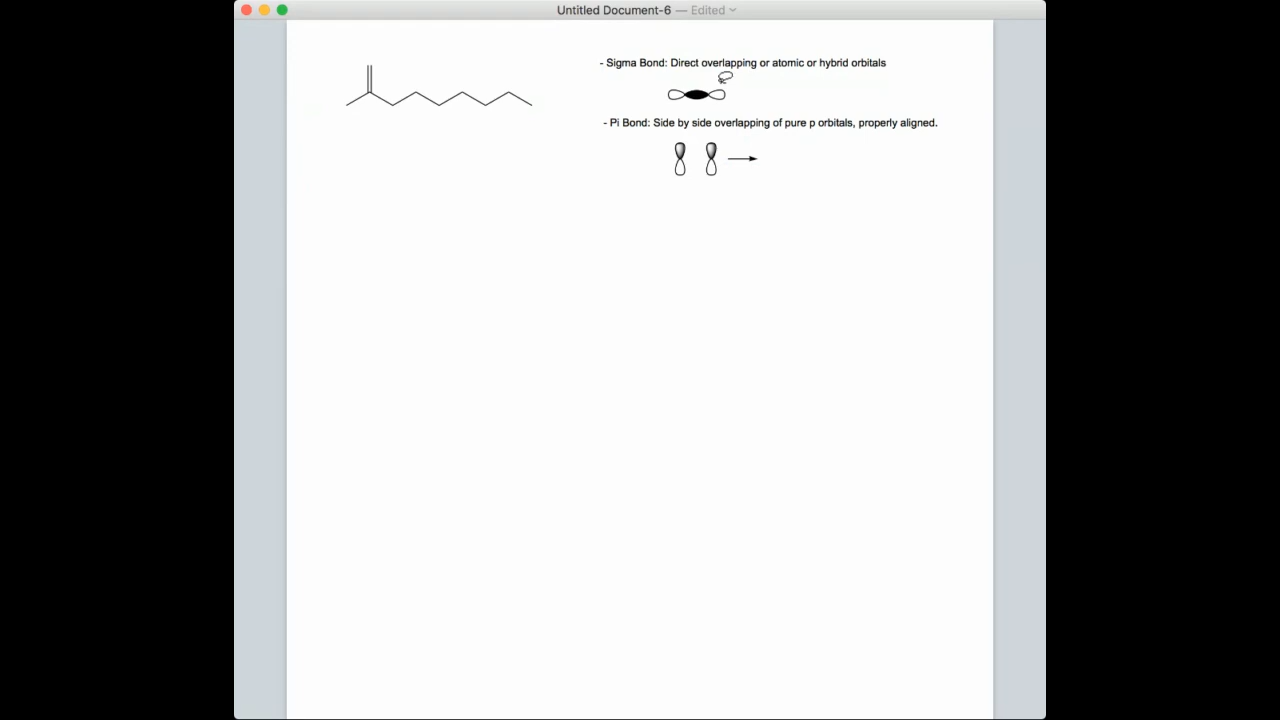 Untitled Document-6 — Edited
- Sigma Bond: Direct overlapping or atomic or hybrid orbitals
- Pi Bond: Side by side overlapping of pure p orbitals, properly aligned.